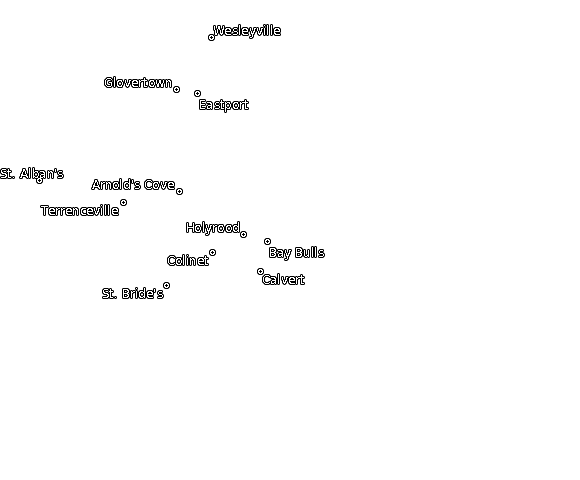 Wesleyville
Glovertown
Eastport
St. Alban's
Arnold's Cove
Terrenceville
Holyrood
Bay Bulls
Colinet
Calvert
St. Bride's